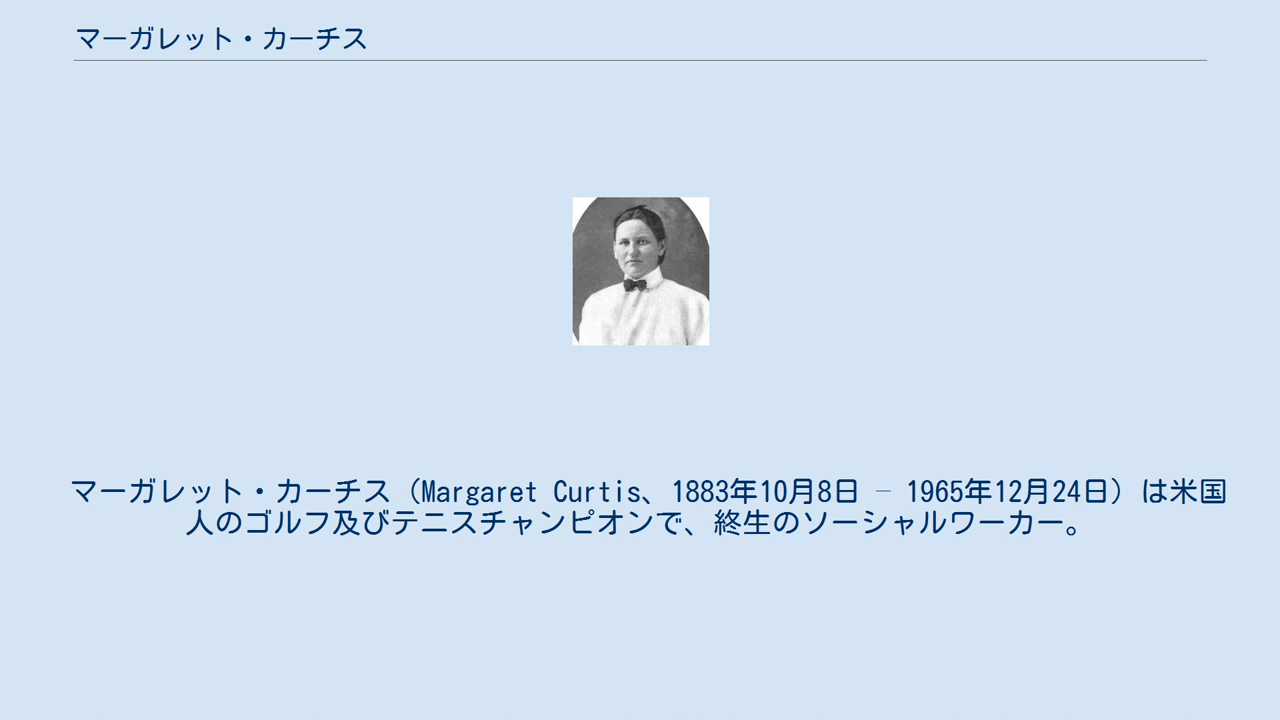 マーガレット・カーチス
マーガレット・カーチス（Margaret Curtis、1883年10月8日 – 1965年12月24日）は米国
人のゴルフ及びテニスチャンピオンで、終生のソーシャルワーカー。